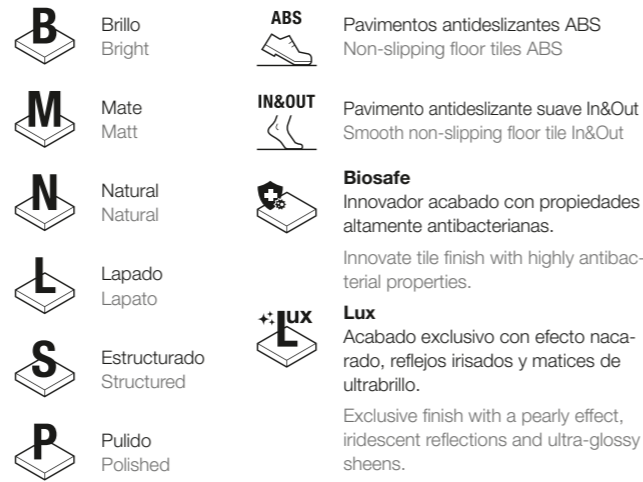 B
Brillo
Bright
M
Mate
Matt
N
Natural
Natural
L
Lapado
Lapato
S
Estructurado
Structured
P
Pulido
Polished
ABS
Pavimentos antideslizantes ABS
Non-slipping floor tiles ABS
IN&OUT
Pavimento antideslizante suave In&Out
Smooth non-slipping floor tile In&Out
Biosafe
Innovador acabado con propiedades
altamente antibacterianas.
Innovate tile finish with highly antibac-
terial properties.
Lux
Lux
Acabado exclusivo con efecto naca-
rado, reflejos irisados y matices de
ultrabrillo.
Exclusive finish with a pearly effect,
iridescent reflections and ultra-glossy
sheens.